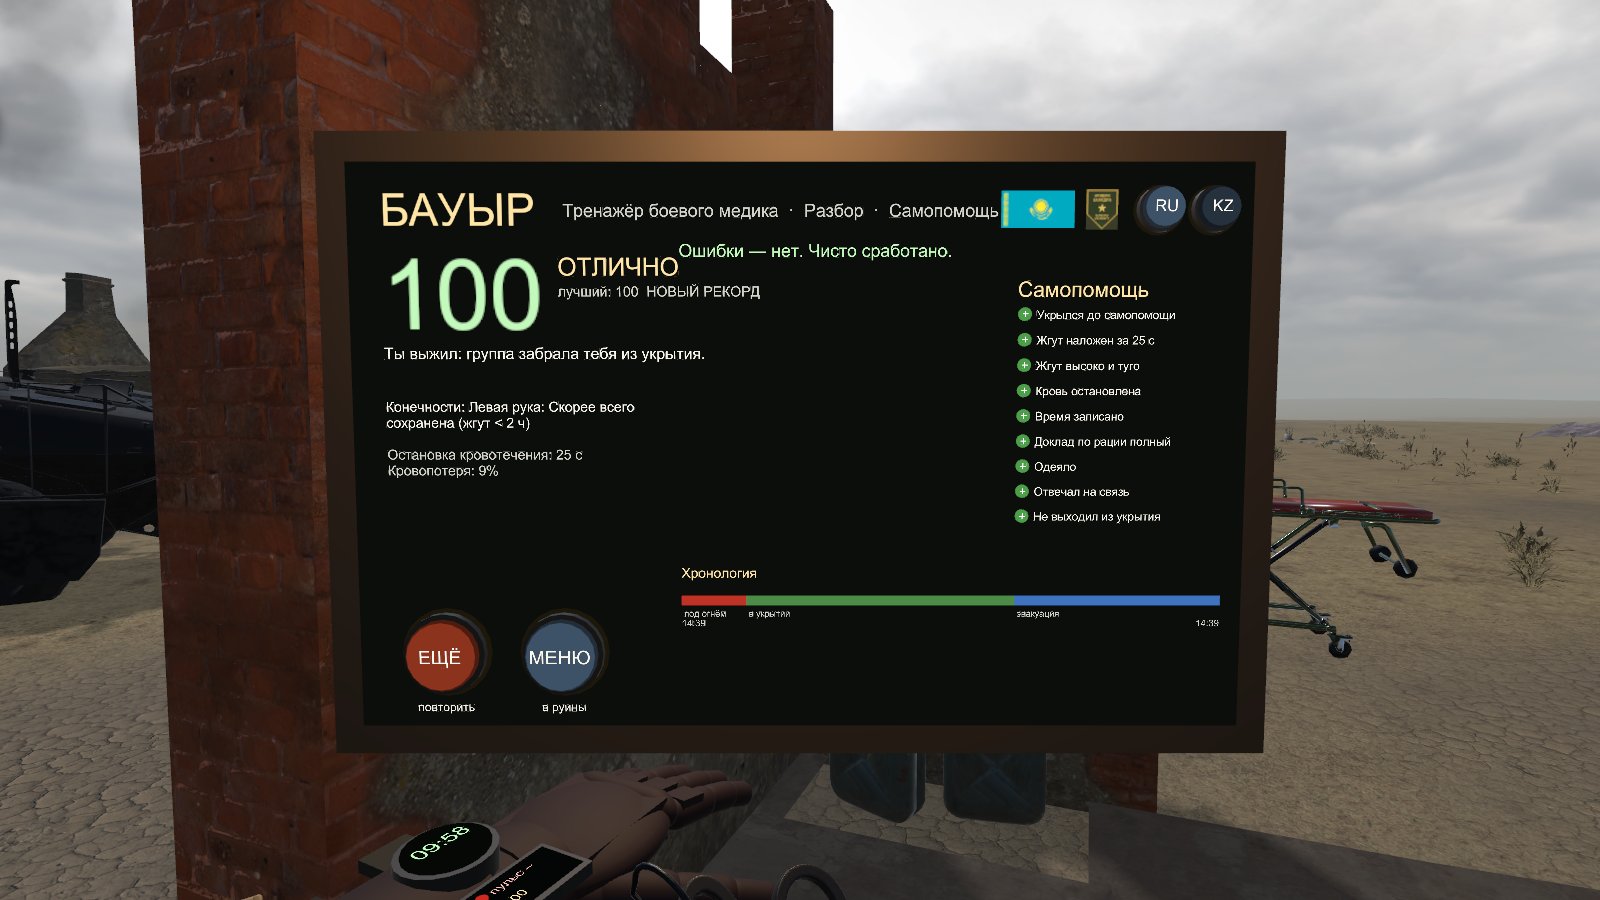 БАУЫР
Тренажёр боевого медика · Разбор · Самопомощь
RU
KZ
Ошибки — нет. Чисто сработано.
100
ОТЛИЧНО
лучший: 100 НОВЫЙ РЕКОРД
Ты выжил: группа забрала тебя из укрытия.
Конечности: Левая рука: Скорее всего
сохранена (жгут < 2 ч)
Остановка кровотечения: 25 с
Кровопотеря: 9%
Самопомощь
Укрылся до самопомощи
Жгут наложен за 25 с
Жгут высоко и туго
Кровь остановлена
Время записано
Доклад по рации полный
Одеяло
Отвечал на связь
Не выходил из укрытия
Хронология
под огнём
в укрытии
эвакуация
14:39
14:39
ЕЩЁ
МЕНЮ
повторить
в руины
09:58
пульс —